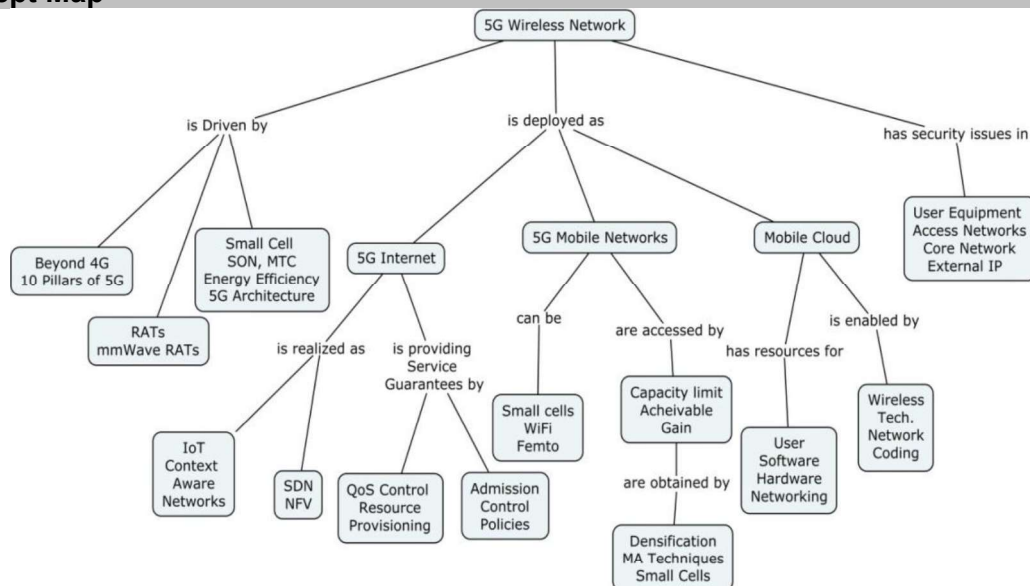 5G Wireless Network
is Driven by
is deployed as
has security issues in
Beyond 4G
10 Pillars of 5G
RATs
mmWave RATs
Small Cell
SON, MTC
Energy Efficiency
5G Architecture
5G Internet
5G Mobile Networks
Mobile Cloud
User Equipment
Access Networks
Core Network
External IP
is realized as
is providing
Service
Guarantees by
can be
are accessed by
has resources for
is enabled by
IoT
Context
Aware
Networks
SDN
NFV
QoS Control
Resource
Provisioning
Admission
Control
Policies
Small cells
WiFi
Femto
Capacity limit
Acheivable
Gain
are obtained by
Densification
MA Techniques
Small Cells
User
Software
Hardware
Networking
Wireless
Tech.
Network
Coding